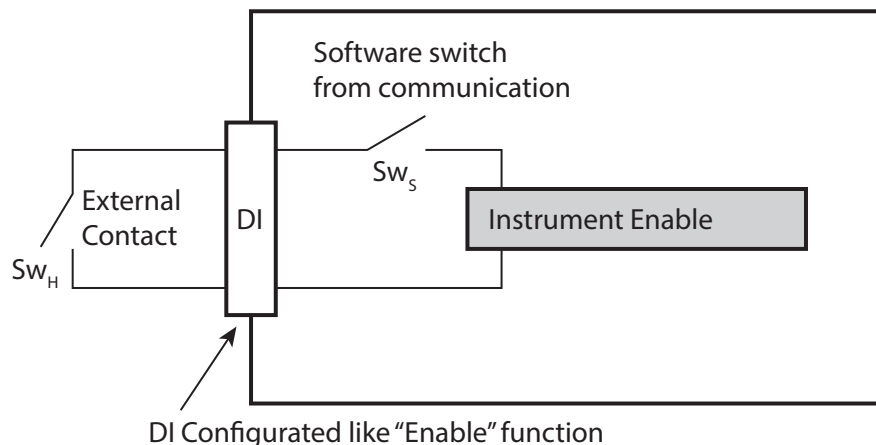 Software switch
from communication
Sw_S
External
Contact
DI
Instrument Enable
Sw_H
DI Configurated like “Enable” function